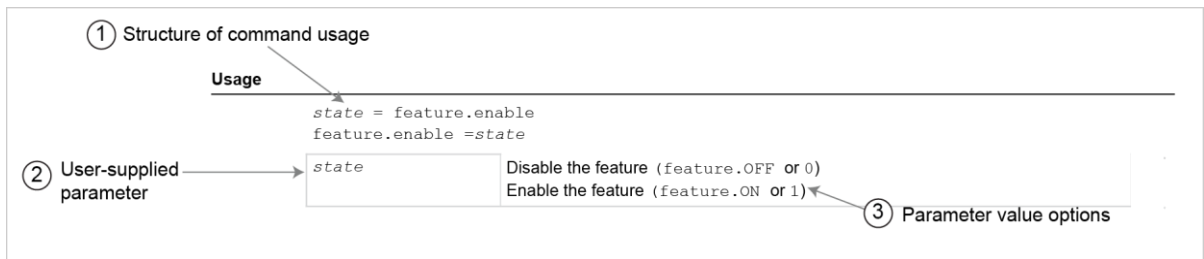 1 Structure of command usage
Usage
state = feature.enable
feature.enable =state
2 User-supplied parameter
state
Disable the feature (feature.OFF or 0)
Enable the feature (feature.ON or 1)
3 Parameter value options